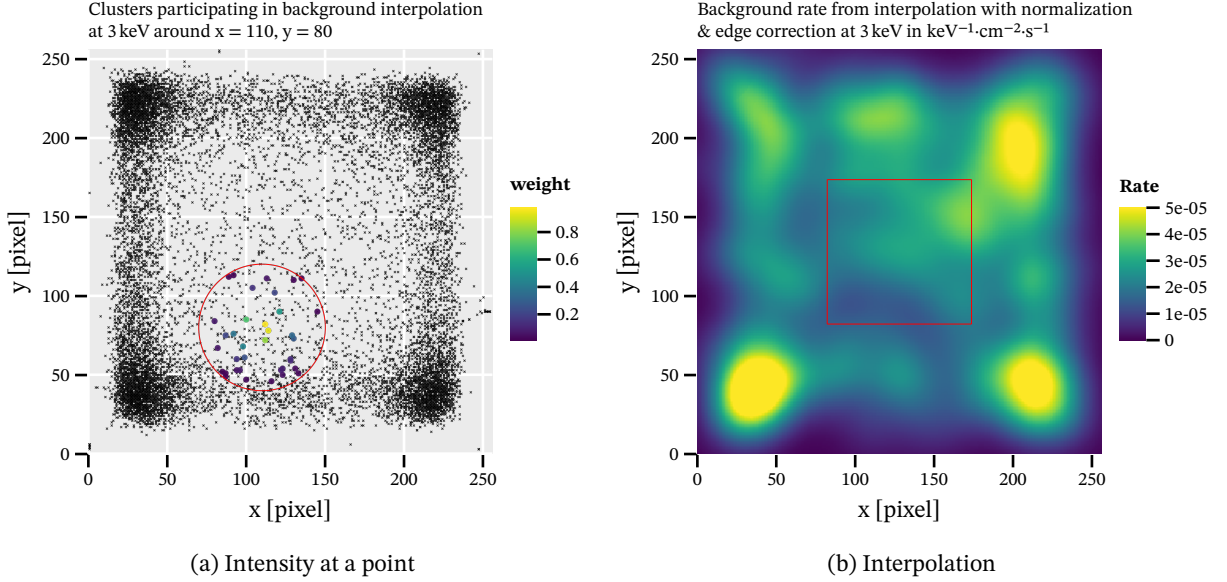 Clusters participating in background interpolation
at 3 keV around x = 110, y = 80
250
200
150
100
50
0
y [pixel]
0 50 100 150 200 250
x [pixel]
weight
0.8
0.6
0.4
0.2
(a) Intensity at a point
Background rate from interpolation with normalization
& edge correction at 3 keV in keV⁻¹·cm⁻²·s⁻¹
250
200
150
100
50
0
y [pixel]
0 50 100 150 200 250
x [pixel]
Rate
5e-05
4e-05
3e-05
2e-05
1e-05
0
(b) Interpolation